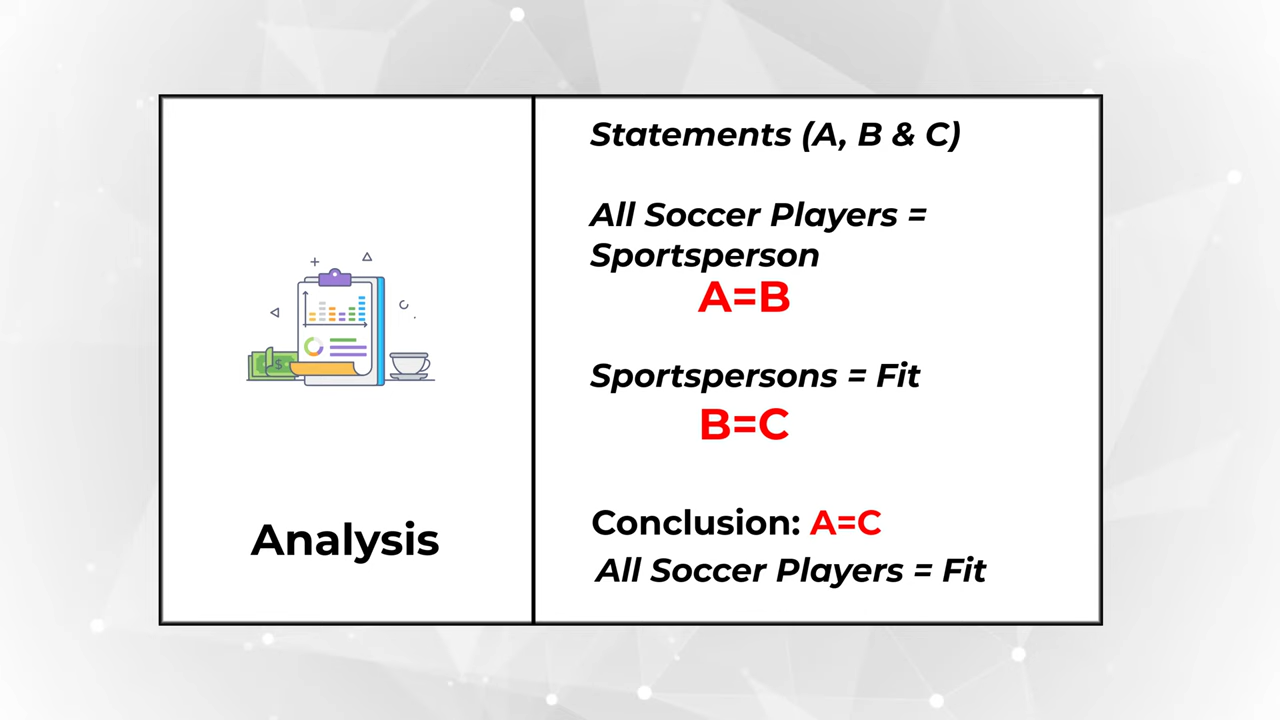 Statements (A, B & C)
All Soccer Players =
Sportsperson
A=B
Sportspersons = Fit
B=C
Conclusion: A=C
All Soccer Players = Fit
Analysis